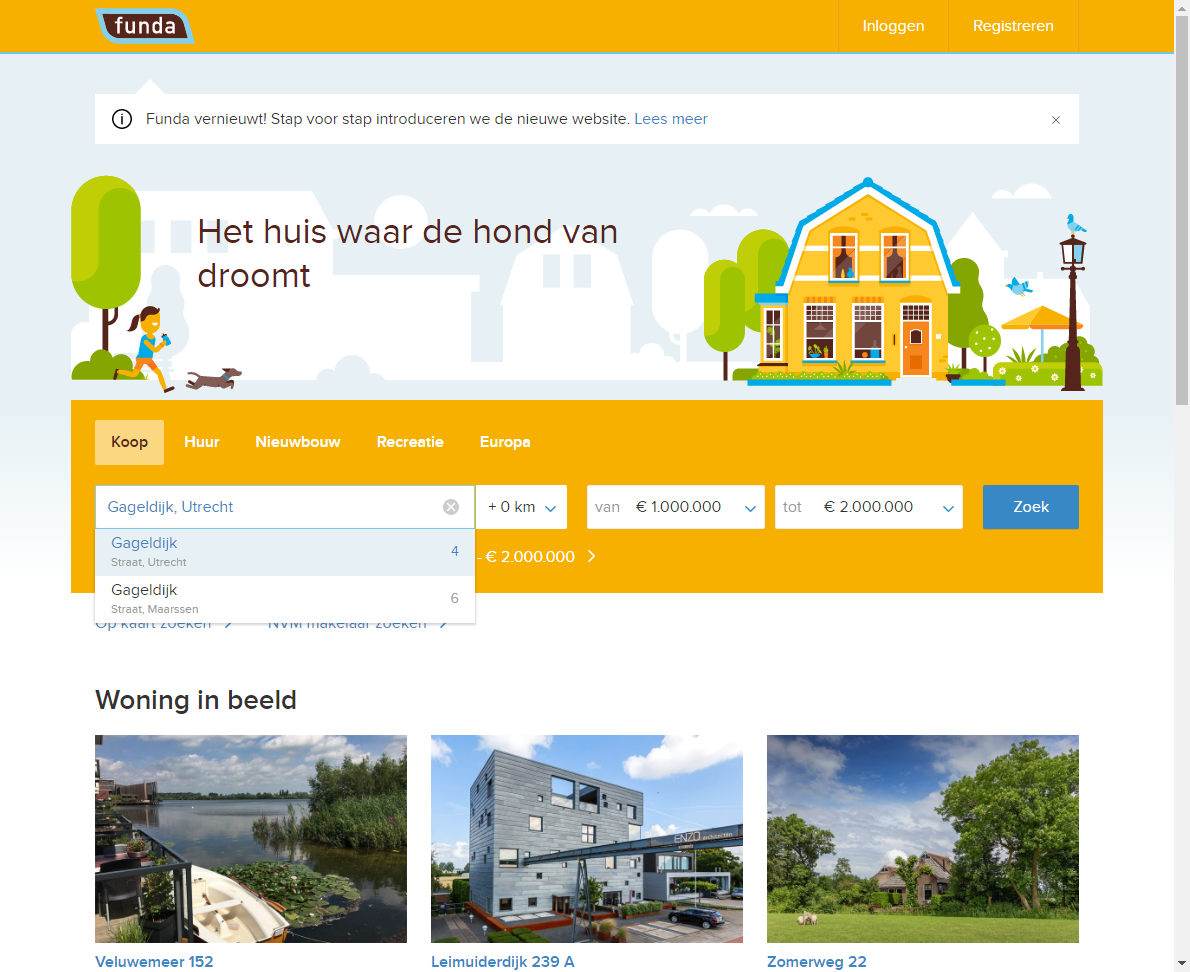 funda
Inloggen
Registreren
Funda vernieuwt! Stap voor stap introduceren we de nieuwe website. Lees meer
Het huis waar de hond van
droomt
Koop
Huur
Nieuwbouw
Recreatie
Europa
Gageldijk, Utrecht
+ 0 km
van € 1.000.000
tot € 2.000.000
Zoek
Gageldijk
Straat, Utrecht
4
- € 2.000.000
Gageldijk
Straat, Maarssen
6
Op kaart zoeken
NVM makelaar zoeken
Woning in beeld
ENZO architecten
Veluwemeer 152
Leimuiderdijk 239 A
Zomerweg 22